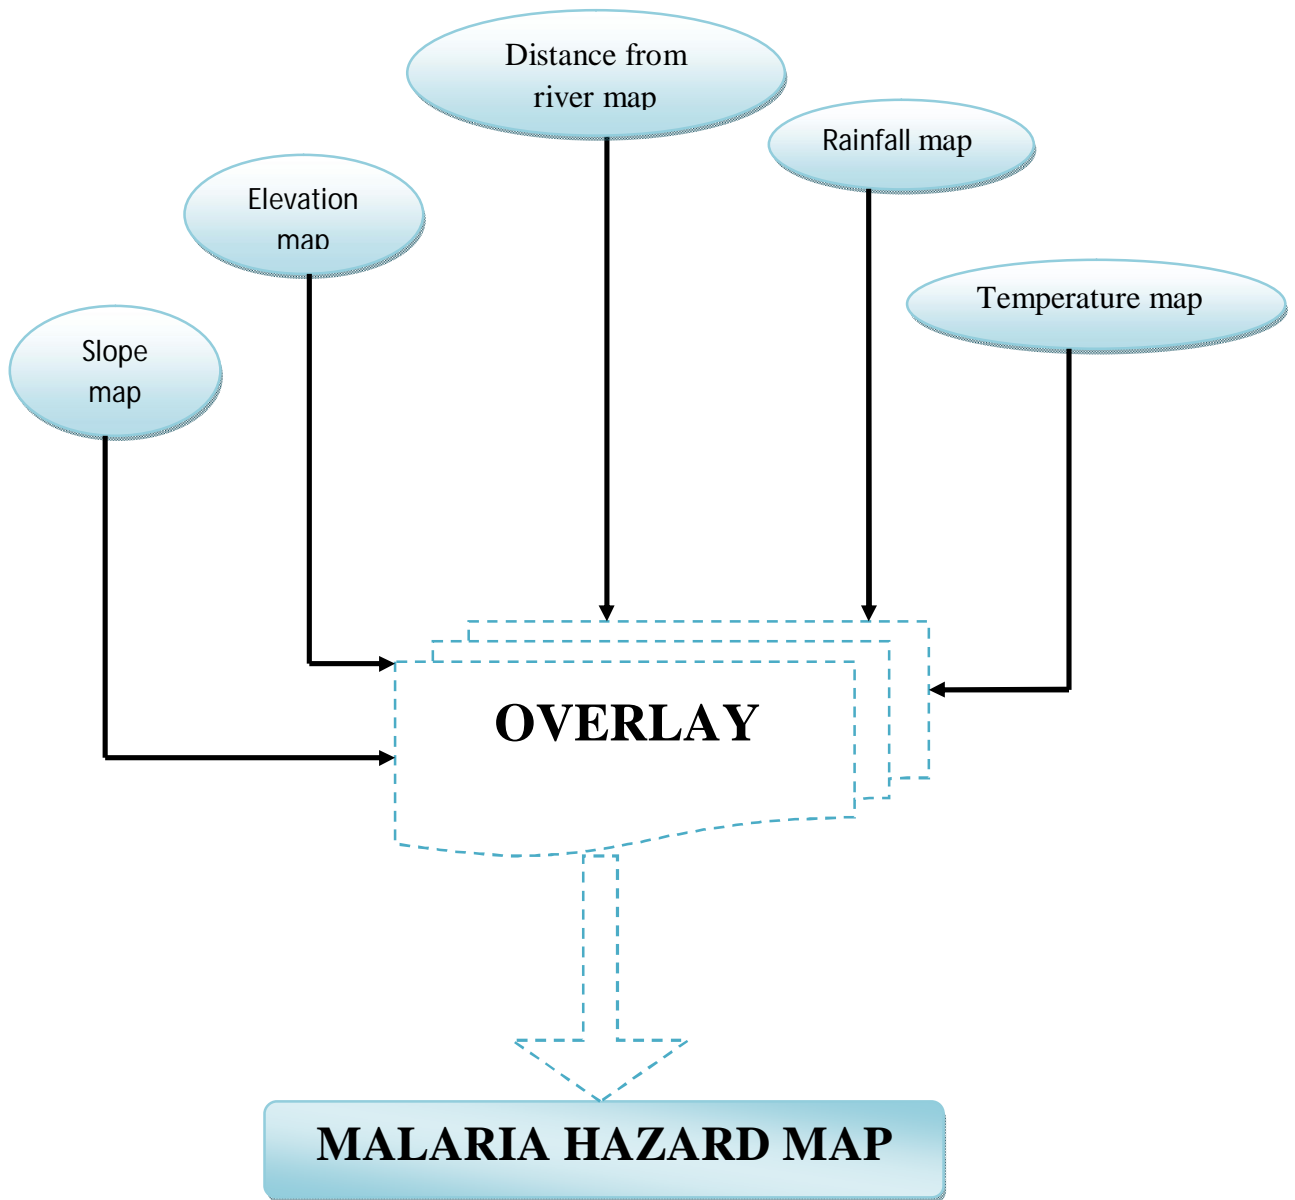 Distance from
river map
Rainfall map
Elevation
map
Temperature map
Slope
map
OVERLAY
MALARIA HAZARD MAP